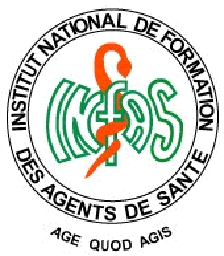 INSTITUT NATIONAL DE FORMATION
DES AGENTS DE SANTE
INFAS
AGE QUOD AGIS